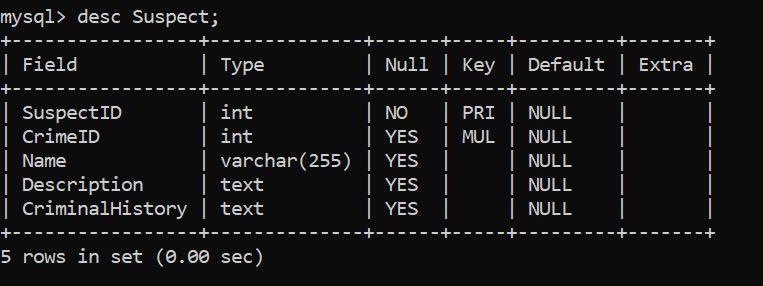 mysql> desc Suspect;
+-----------------+--------------+------+-----+---------+-------+
| Field           | Type         | Null | Key | Default | Extra |
+-----------------+--------------+------+-----+---------+-------+
| SuspectID       | int          | NO   | PRI | NULL    |       |
| CrimeID         | int          | YES  | MUL | NULL    |       |
| Name            | varchar(255) | YES  |     | NULL    |       |
| Description     | text         | YES  |     | NULL    |       |
| CriminalHistory | text         | YES  |     | NULL    |       |
+-----------------+--------------+------+-----+---------+-------+
5 rows in set (0.00 sec)